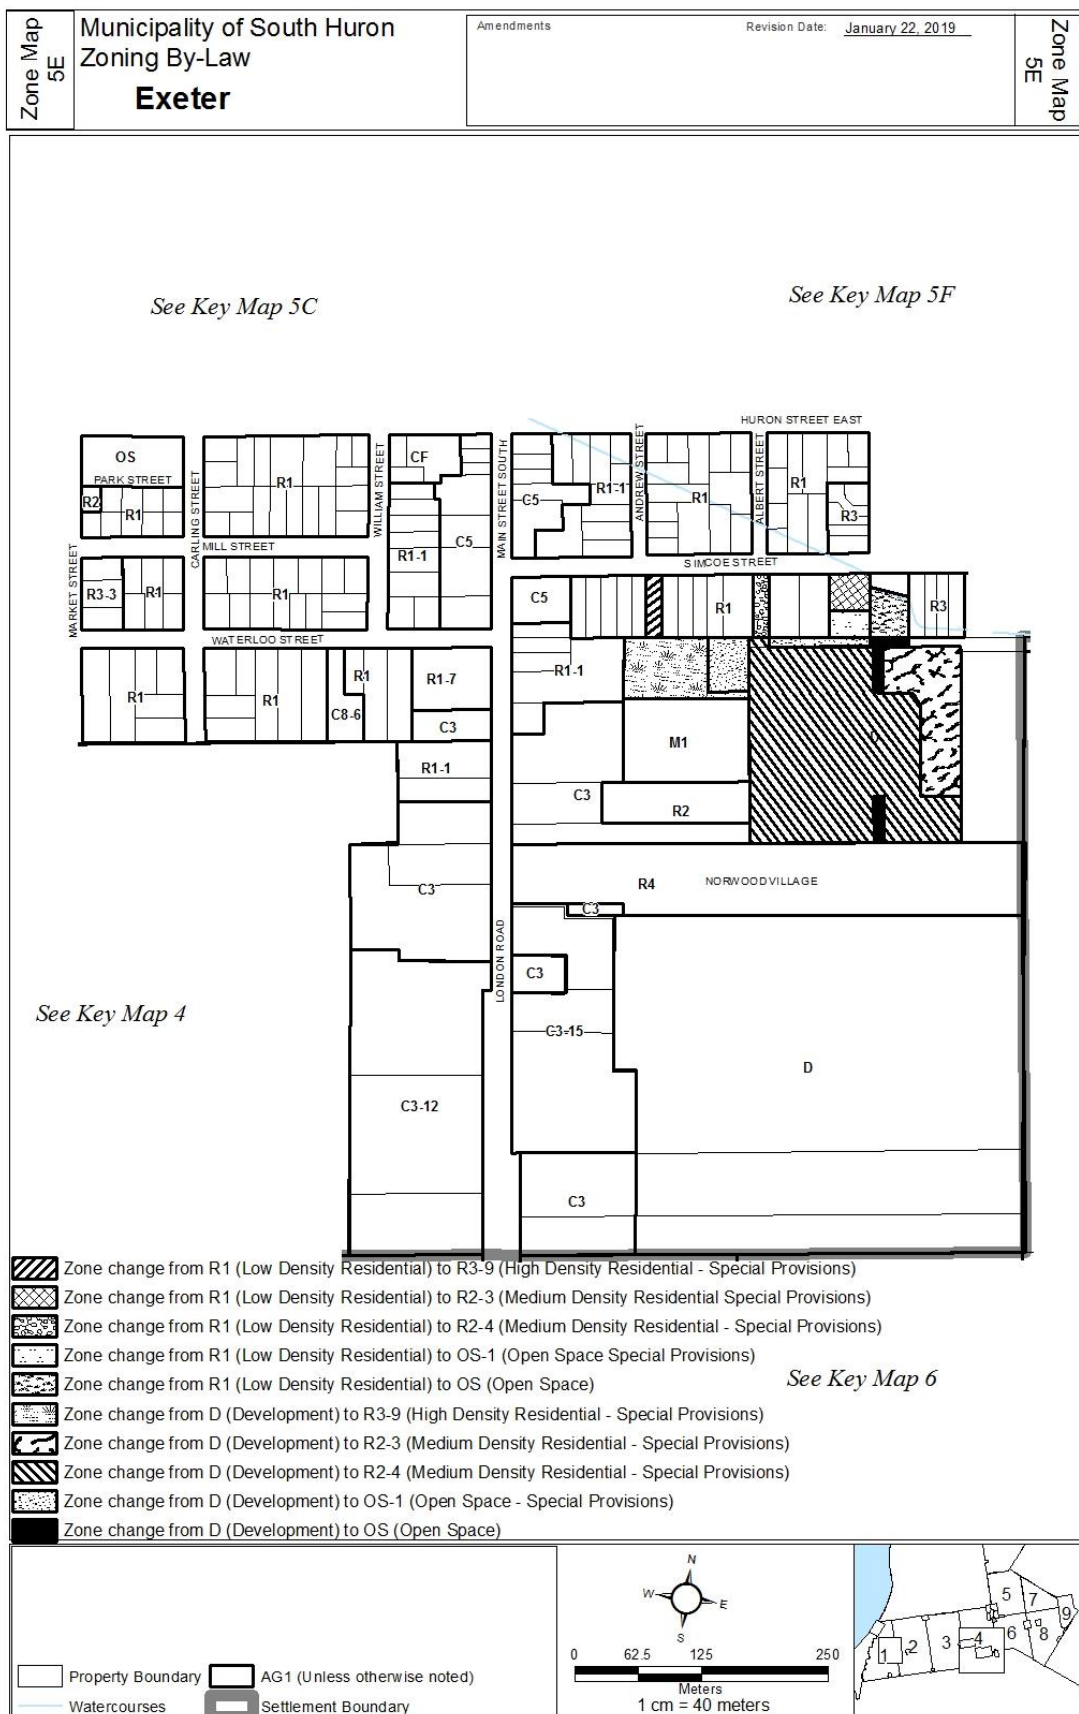 Zone Map
5E
Municipality of South Huron
Zoning By-Law
Exeter
Amendments
Revision Date: January 22, 2019
Zone Map
5E
See Key Map 5C
See Key Map 5F
HURON STREET EAST
OS
PARK STREET
R2
R1
CARLING STREET
R1
MILL STREET
WILLIAM STREET
CF
R1-1
C5
MAIN STREET SOUTH
C5
R1-1
ANDREW STREET
R1
ALBERT STREET
R1
R3
SIMCOE STREET
MARKET STREET
R3-3
R1
R1
WATERLOO STREET
C5
R1
R3
R1
R1
R1
C8-6
R1-7
C3
R1-1
R1-1
M1
D
C3
R2
C3
R4
NORWOOD VILLAGE
C3
LONDON ROAD
C3
See Key Map 4
C3-15
D
C3-12
C3
Zone change from R1 (Low Density Residential) to R3-9 (High Density Residential - Special Provisions)
Zone change from R1 (Low Density Residential) to R2-3 (Medium Density Residential Special Provisions)
Zone change from R1 (Low Density Residential) to R2-4 (Medium Density Residential - Special Provisions)
Zone change from R1 (Low Density Residential) to OS-1 (Open Space Special Provisions)
Zone change from R1 (Low Density Residential) to OS (Open Space)
See Key Map 6
Zone change from D (Development) to R3-9 (High Density Residential - Special Provisions)
Zone change from D (Development) to R2-3 (Medium Density Residential - Special Provisions)
Zone change from D (Development) to R2-4 (Medium Density Residential - Special Provisions)
Zone change from D (Development) to OS-1 (Open Space - Special Provisions)
Zone change from D (Development) to OS (Open Space)
Property Boundary
AG1 (Unless otherwise noted)
Watercourses
Settlement Boundary
N
W
E
S
0 62.5 125 250
Meters
1 cm = 40 meters
5
7
9
1
2
3
4
6
8